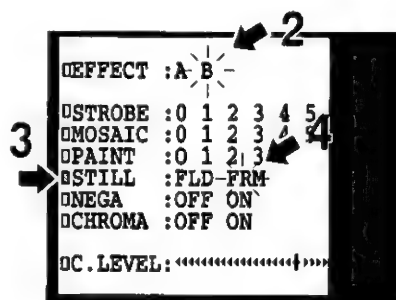 2
▯EFFECT :A B
▯STROBE :0 1 2 3 4 5
▯MOSAIC :0 1 2 3 4 5
▯PAINT :0 1 2 3
▯STILL :FLD FRM
▯NEGA :OFF ON
▯CHROMA :OFF ON
▯C.LEVEL:
3
4